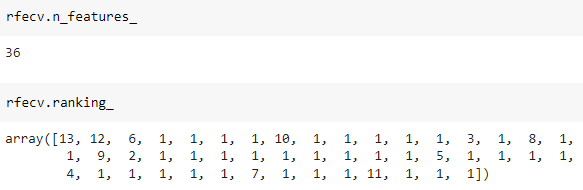 rfecv.n_features_
36
rfecv.ranking_
array([13, 12,  6,  1,  1,  1,  1, 10,  1,  1,  1,  1,  1,  3,  1,  8,  1,
        1,  9,  2,  1,  1,  1,  1,  1,  1,  1,  1,  5,  1,  1,  1,  1,
        4,  1,  1,  1,  1,  1,  7,  1,  1,  1, 11,  1,  1,  1])